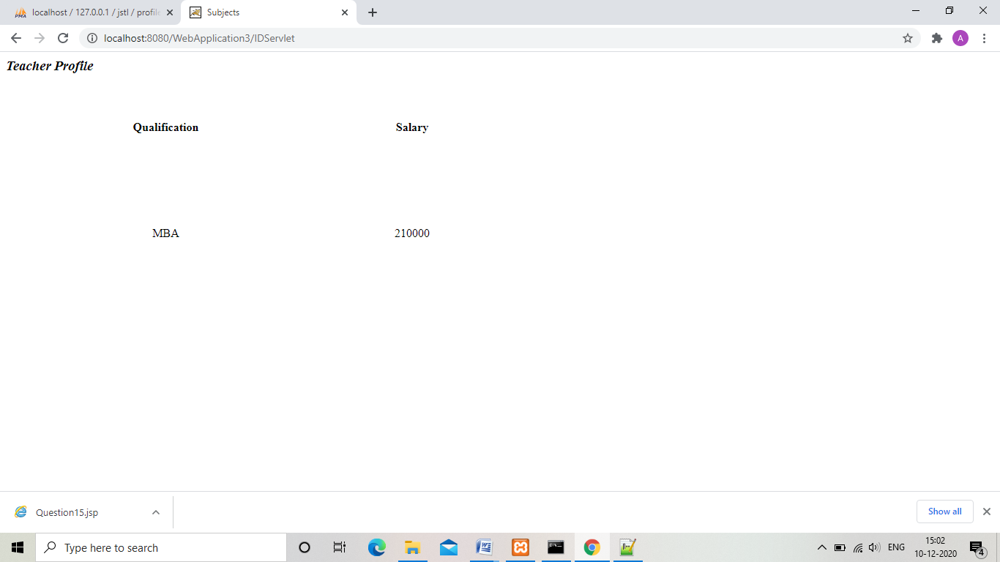 localhost / 127.0.0.1 / jstl / profile
Subjects
localhost:8080/WebApplication3/IDServlet
A
Teacher Profile
Qualification Salary
MBA 210000
Question15.jsp
Show all
Type here to search
ENG
15:02
10-12-2020
4